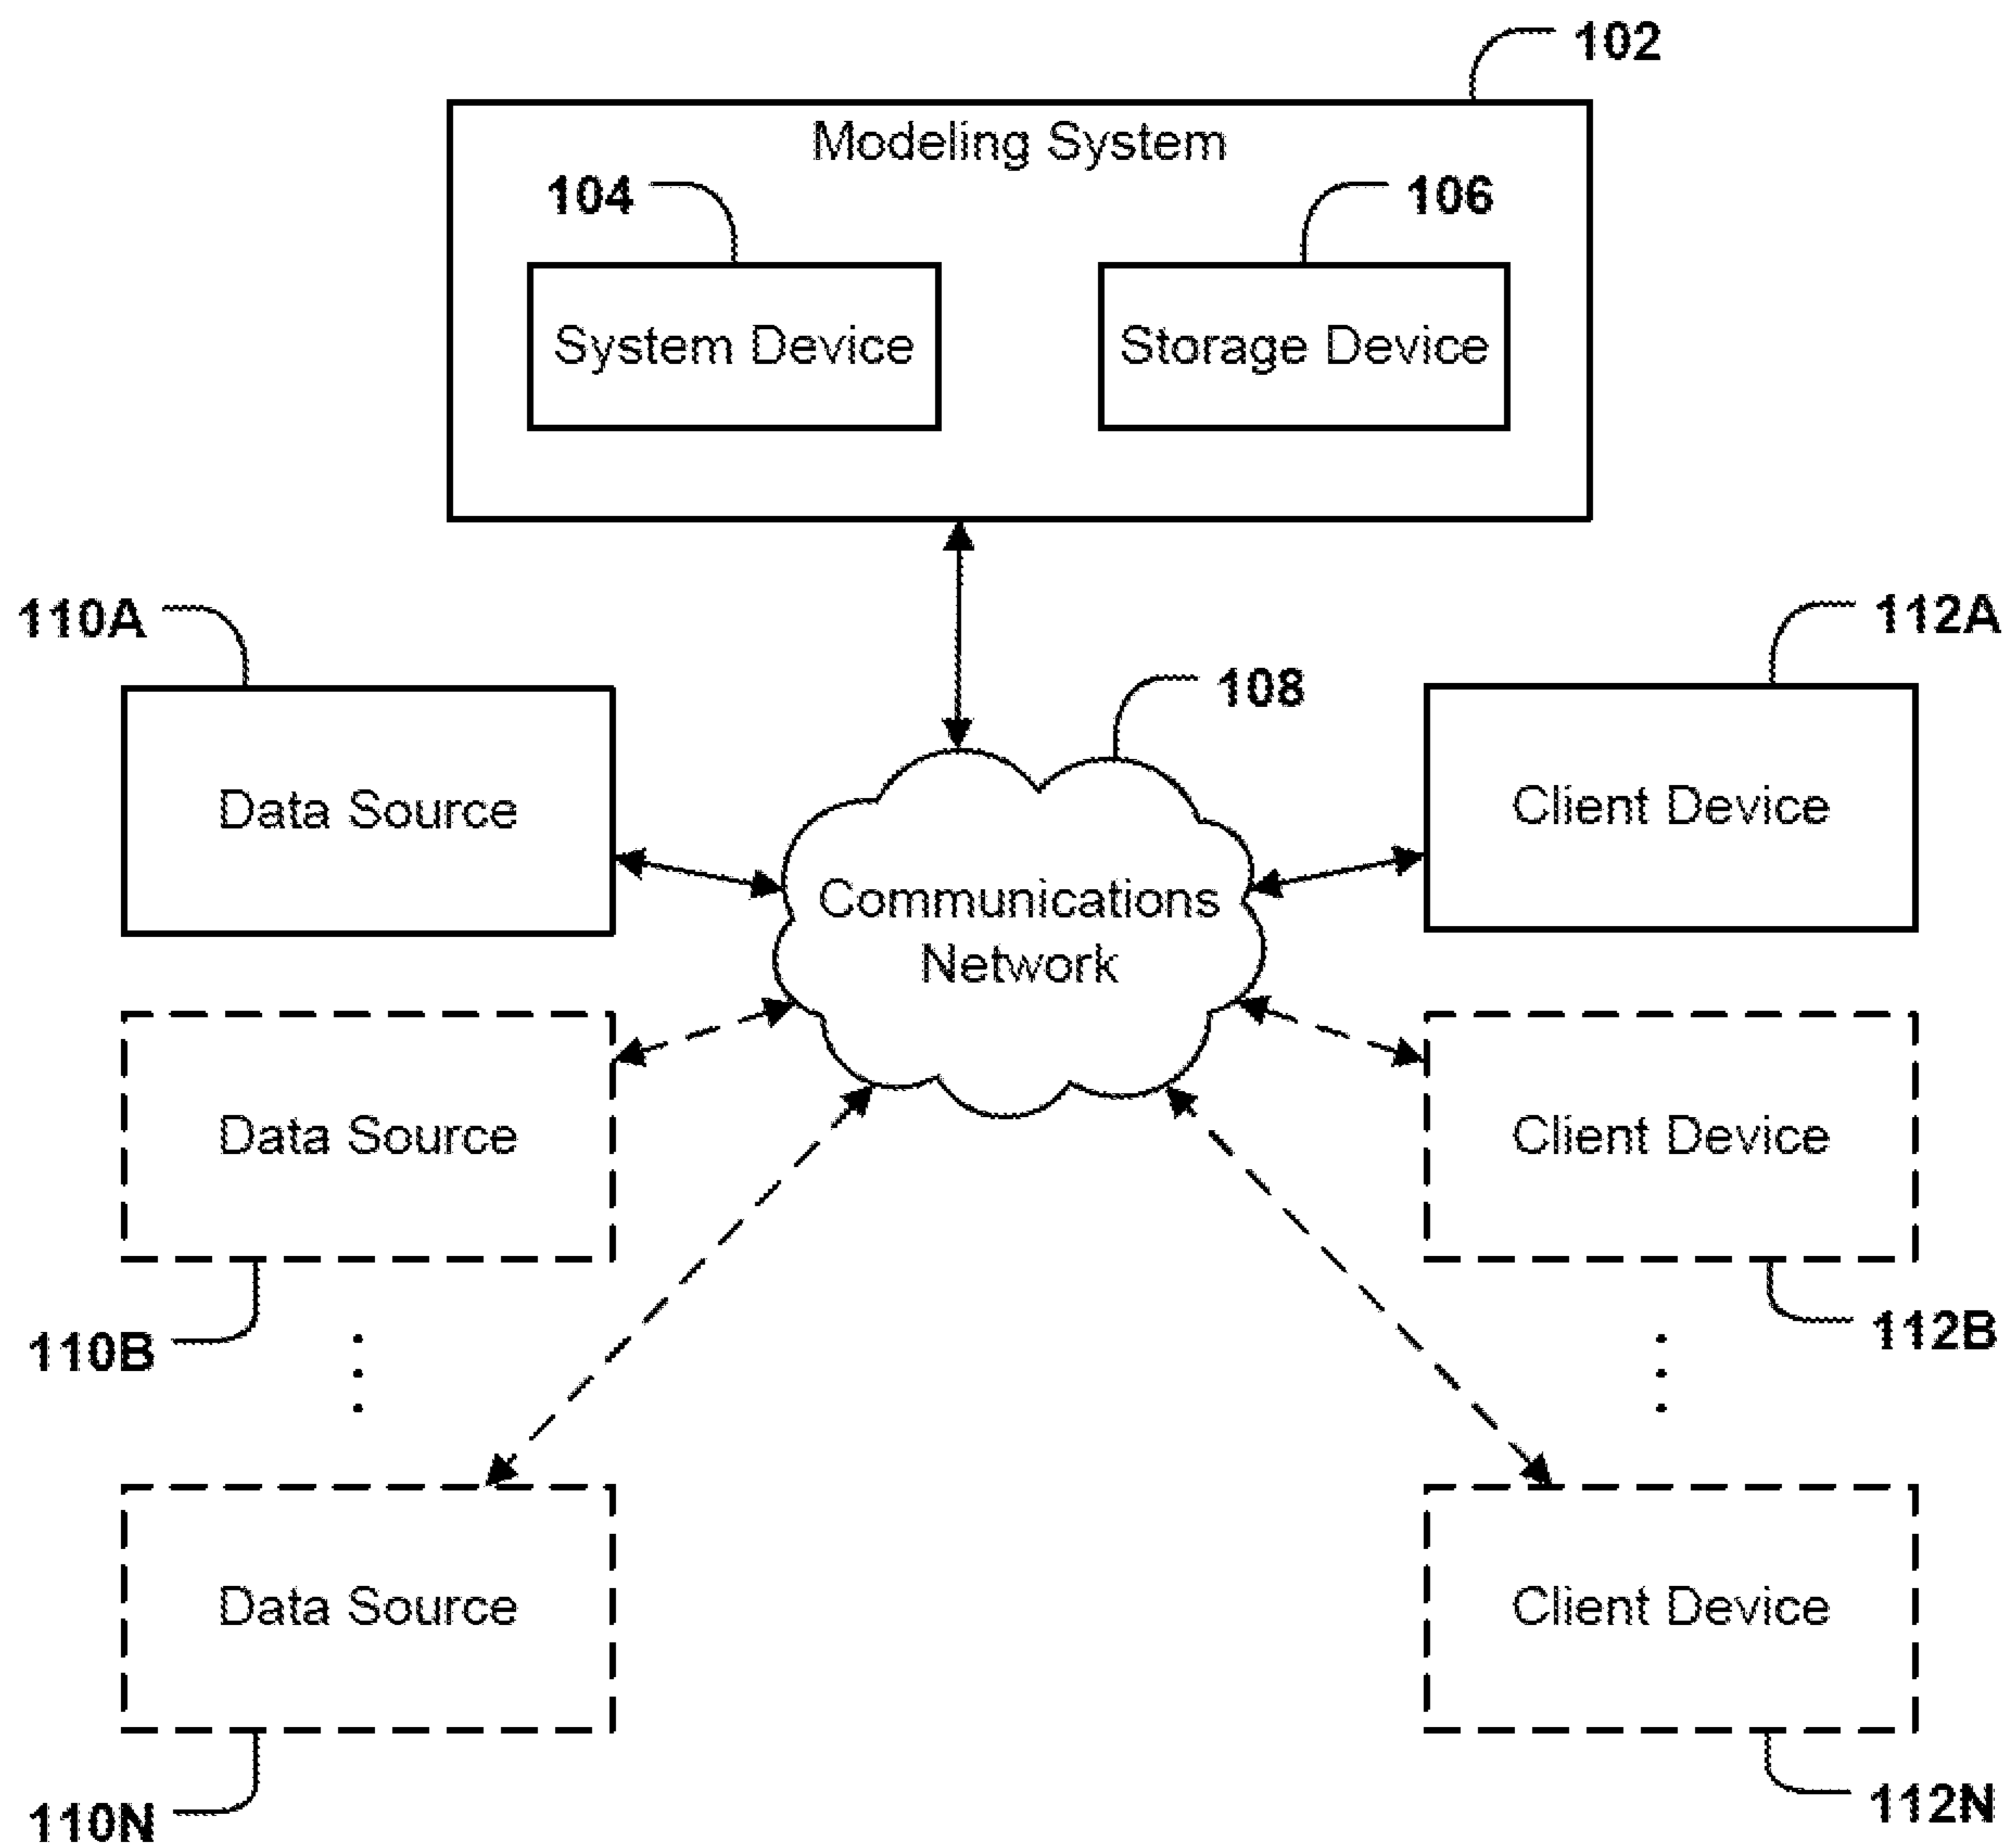 102
Modeling System
104
106
System Device
Storage Device
110A
112A
108
Data Source
Client Device
Communications
Network
Data Source
Client Device
110B
112B
Data Source
Client Device
110N
112N